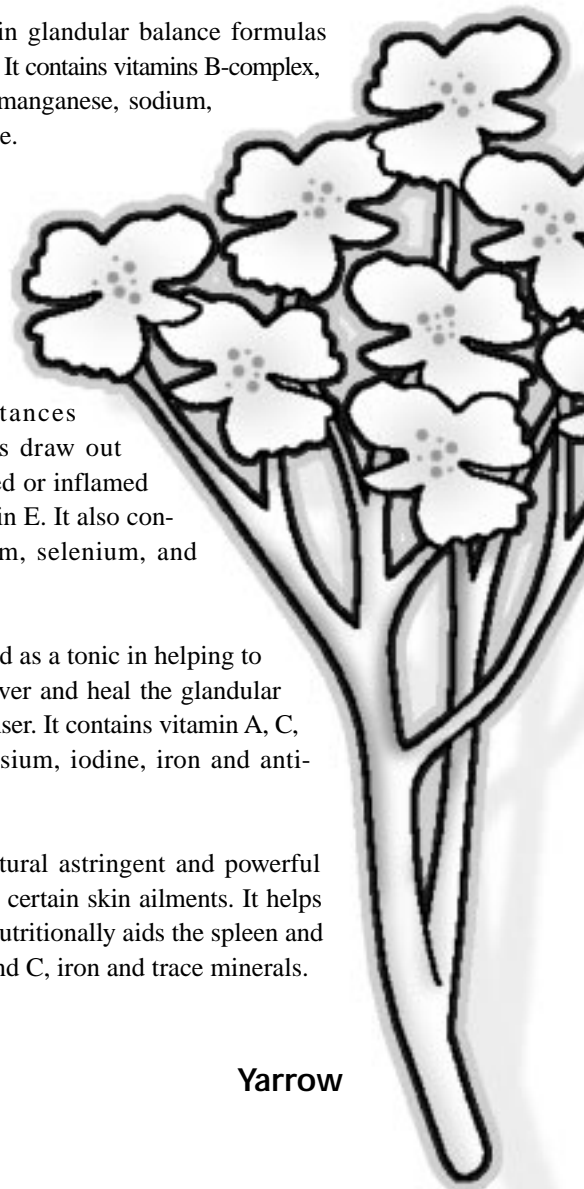 in glandular balance formulas
It contains vitamins B-complex,
manganese, sodium,
e.
tances
s draw out
ed or inflamed
in E. It also con-
m, selenium, and
d as a tonic in helping to
ver and heal the glandular
nser. It contains vitamin A, C,
ssium, iodine, iron and anti-
tural astringent and powerful
certain skin ailments. It helps
nutritionally aids the spleen and
nd C, iron and trace minerals.
Yarrow